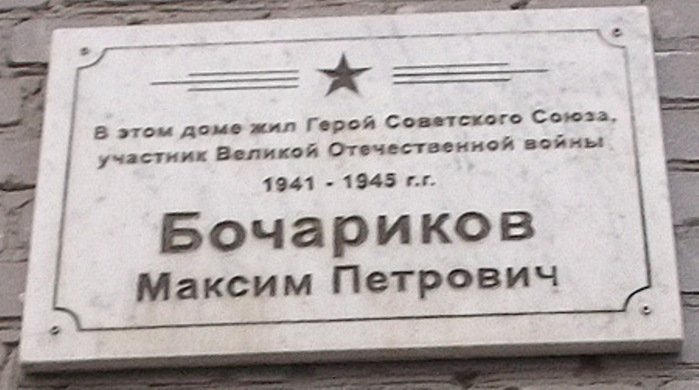 В этом доме жил Герой Советского Союза,
участник Великой Отечественной войны
1941 - 1945 г.г.
Бочариков
Максим Петрович